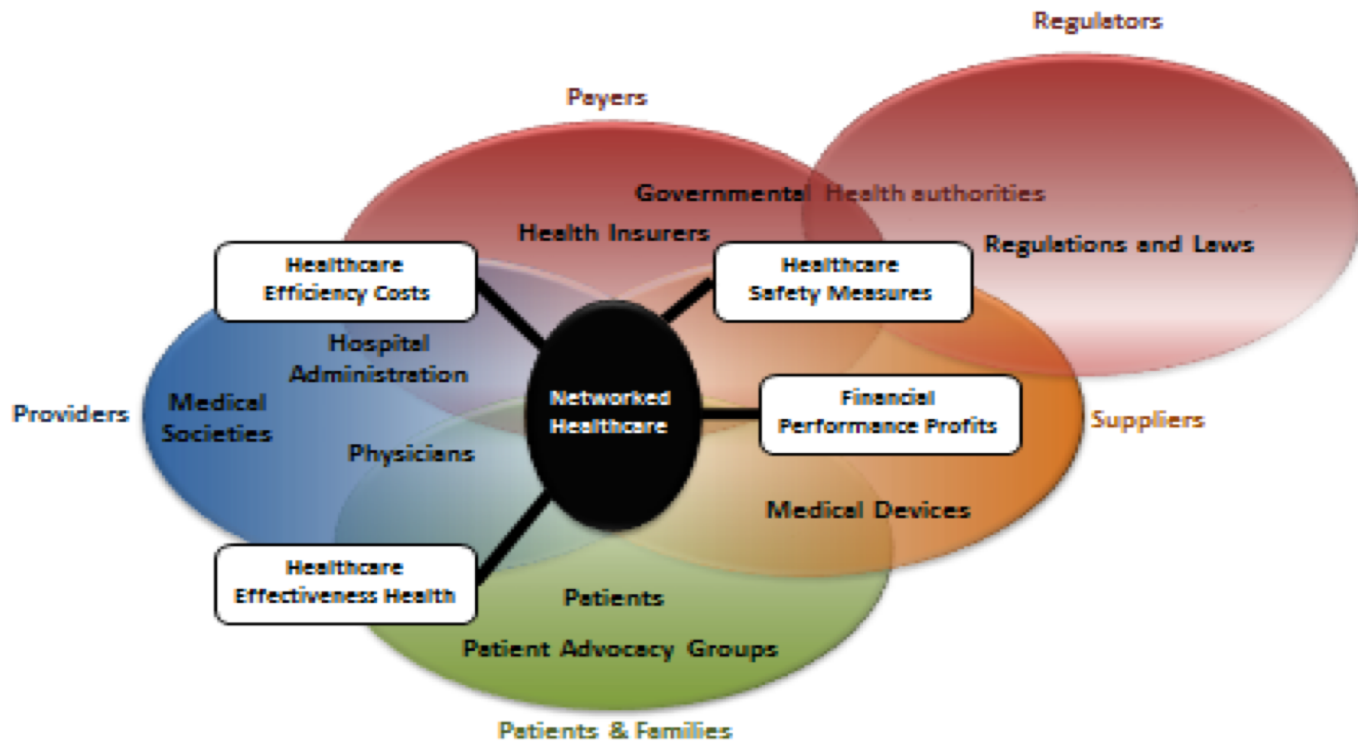 Regulators
Payers
Governmental Health authorities
Health Insurers
Regulations and Laws
Healthcare
Efficiency Costs
Healthcare
Safety Measures
Hospital
Administration
Providers
Medical
Societies
Networked
Healthcare
Financial
Performance Profits
Suppliers
Physicians
Medical Devices
Healthcare
Effectiveness Health
Patients
Patient Advocacy Groups
Patients & Families